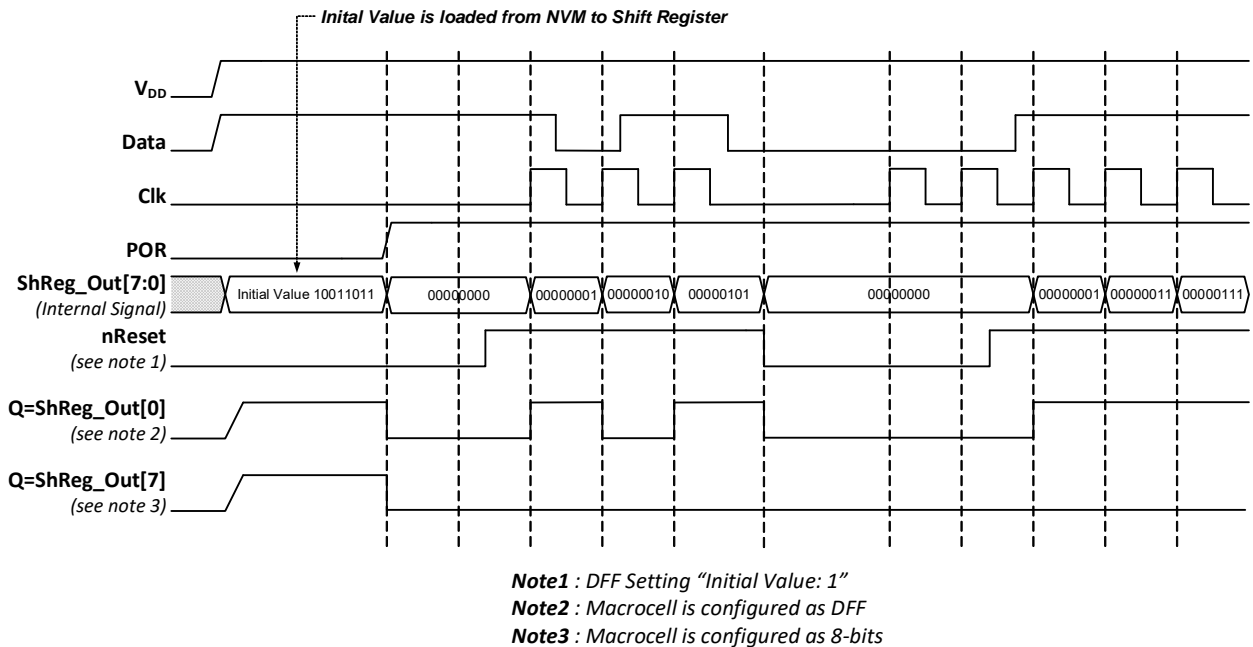 Inital Value is loaded from NVM to Shift Register
VDD
Data
Clk
POR
ShReg_Out[7:0]
(Internal Signal)
Initial Value 10011011 00000000 00000001 00000010 00000101 00000000 00000001 00000011 00000111
nReset
(see note 1)
Q=ShReg_Out[0]
(see note 2)
Q=ShReg_Out[7]
(see note 3)
Note1 : DFF Setting “Initial Value: 1”
Note2 : Macrocell is configured as DFF
Note3 : Macrocell is configured as 8-bits